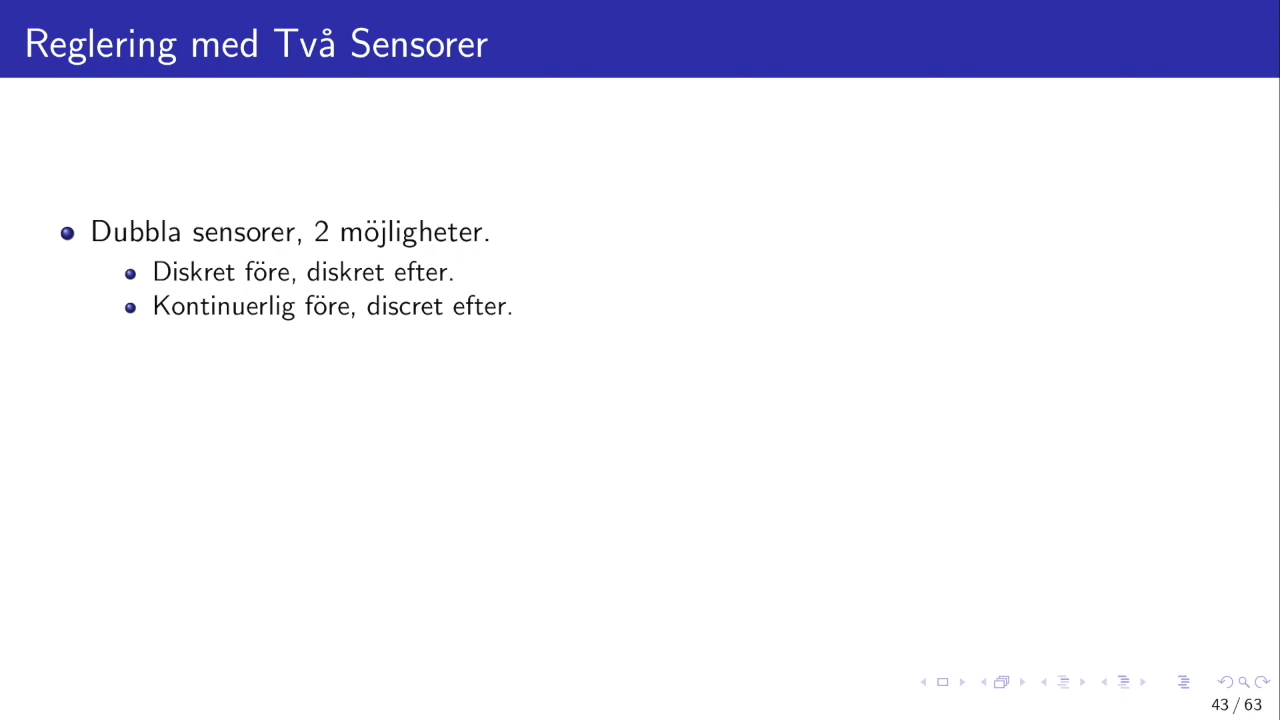 Reglering med Två Sensorer
Dubbla sensorer, 2 möjligheter.
Diskret före, diskret efter.
Kontinuerlig före, discret efter.
43 / 63